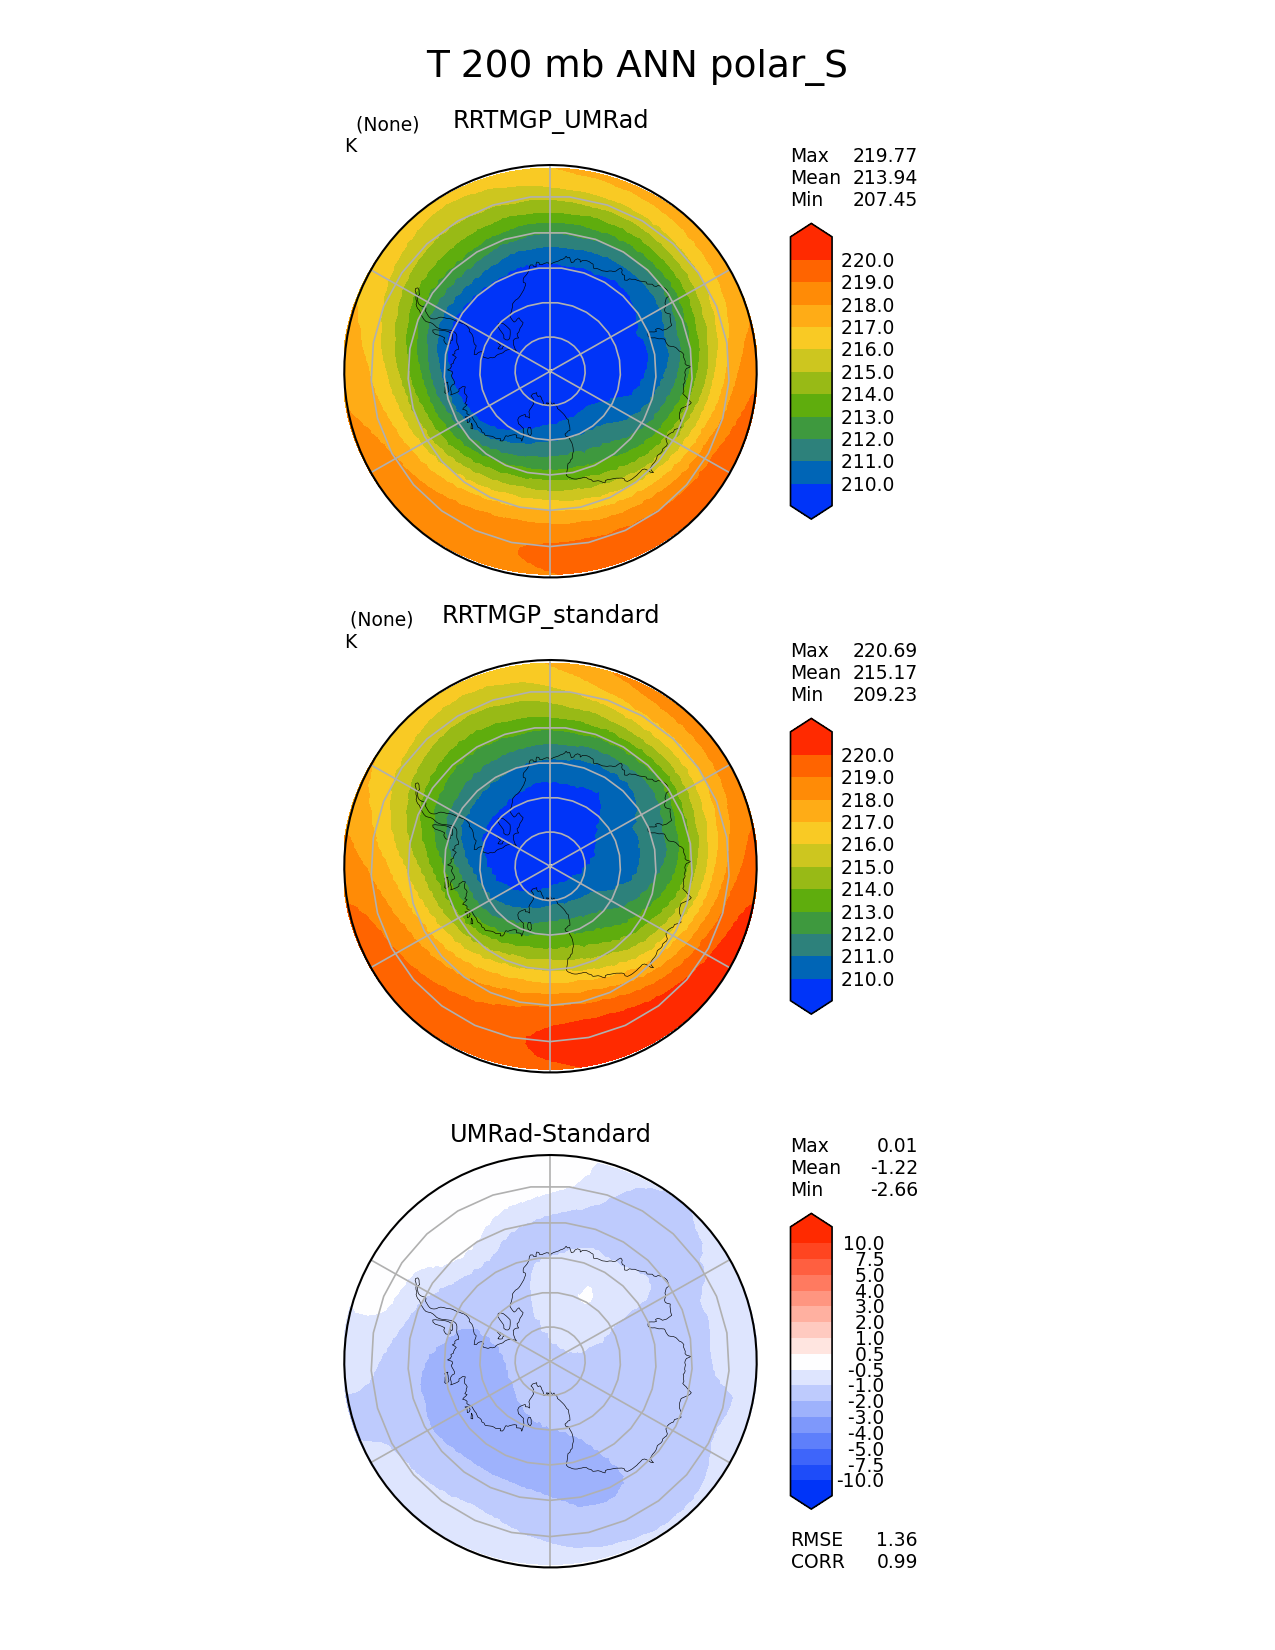 T 200 mb ANN polar_S
(None) RRTMGP_UMRad
K
Max 219.77
Mean 213.94
Min 207.45
220.0
219.0
218.0
217.0
216.0
215.0
214.0
213.0
212.0
211.0
210.0
(None) RRTMGP_standard
K
Max 220.69
Mean 215.17
Min 209.23
220.0
219.0
218.0
217.0
216.0
215.0
214.0
213.0
212.0
211.0
210.0
UMRad-Standard
Max 0.01
Mean -1.22
Min -2.66
10.0
7.5
5.0
4.0
3.0
2.0
1.0
0.5
-0.5
-1.0
-2.0
-3.0
-4.0
-5.0
-7.5
-10.0
RMSE 1.36
CORR 0.99